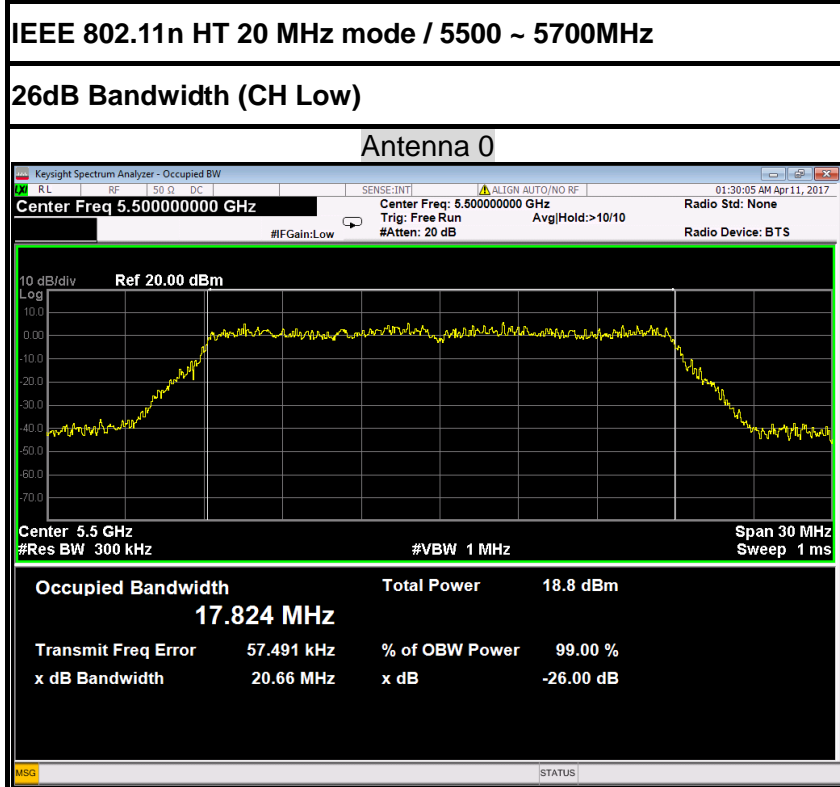 IEEE 802.11n HT 20 MHz mode / 5500 ~ 5700MHz
26dB Bandwidth (CH Low)
Antenna 0
Keysight Spectrum Analyzer - Occupied BW
LXI RL RF 50 Ω DC SENSE:INT ALIGN AUTO/NO RF 01:30:05 AM Apr 11, 2017
Center Freq 5.500000000 GHz Center Freq: 5.500000000 GHz Radio Std: None
Trig: Free Run Avg|Hold:>10/10
#IFGain:Low #Atten: 20 dB Radio Device: BTS
10 dB/div Ref 20.00 dBm
Log
10.0
0.00
-10.0
-20.0
-30.0
-40.0
-50.0
-60.0
-70.0
Center 5.5 GHz Span 30 MHz
#Res BW 300 kHz #VBW 1 MHz Sweep 1 ms
Occupied Bandwidth Total Power 18.8 dBm
17.824 MHz
Transmit Freq Error 57.491 kHz % of OBW Power 99.00 %
x dB Bandwidth 20.66 MHz x dB -26.00 dB
MSG STATUS